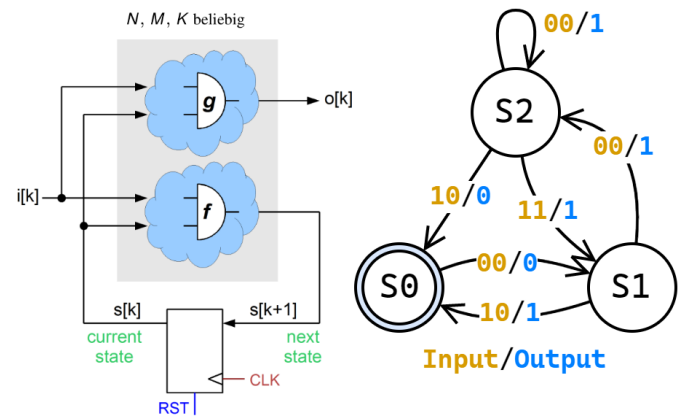 N, M, K beliebig
g
o[k]
i[k]
f
s[k]
s[k+1]
current
state
next
state
CLK
RST
00/1
S2
00/1
10/0
11/1
S0
00/0
S1
10/1
Input/Output